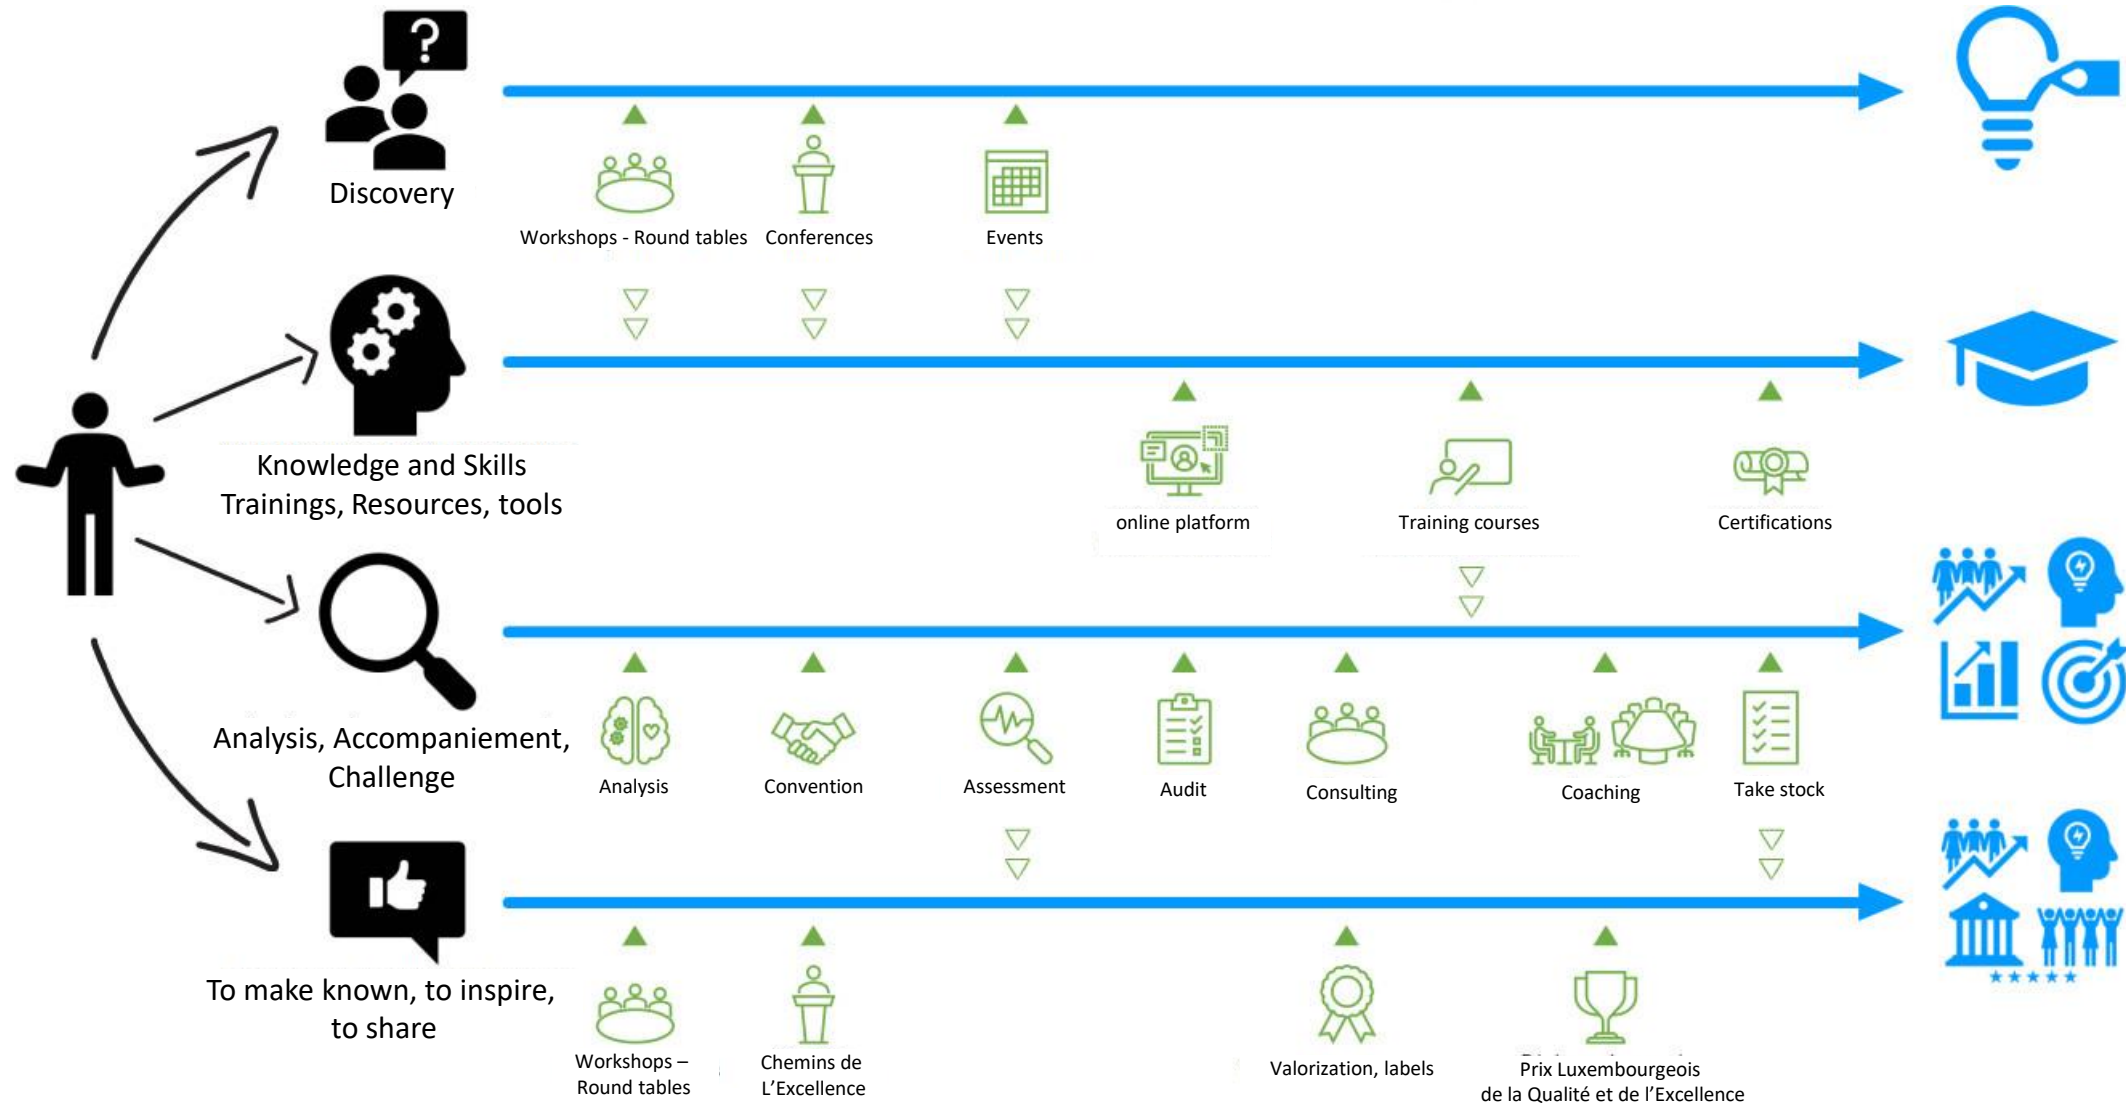 ?
Discovery
Workshops - Round tables
Conferences
Events
Knowledge and Skills
Trainings, Resources, tools
online platform
Training courses
Certifications
Analysis, Accompaniement,
Challenge
Analysis
Convention
Assessment
Audit
Consulting
Coaching
Take stock
To make known, to inspire,
to share
Workshops –
Round tables
Chemins de
L'Excellence
Valorization, labels
Prix Luxembourgeois
de la Qualité et de l'Excellence